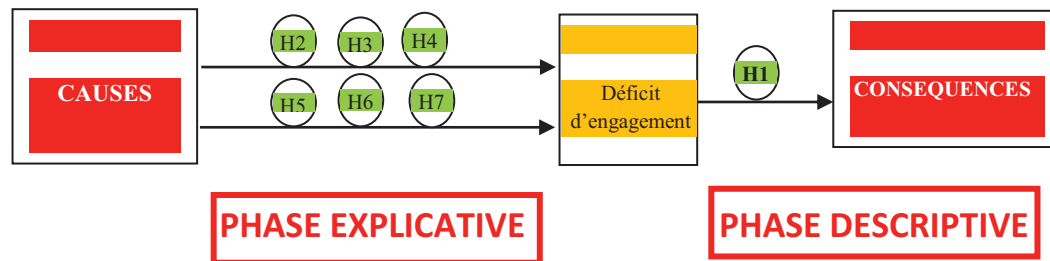 H2 H3 H4
CAUSES
H5 H6 H7
Déficit
d’engagement
H1
CONSEQUENCES
PHASE EXPLICATIVE
PHASE DESCRIPTIVE